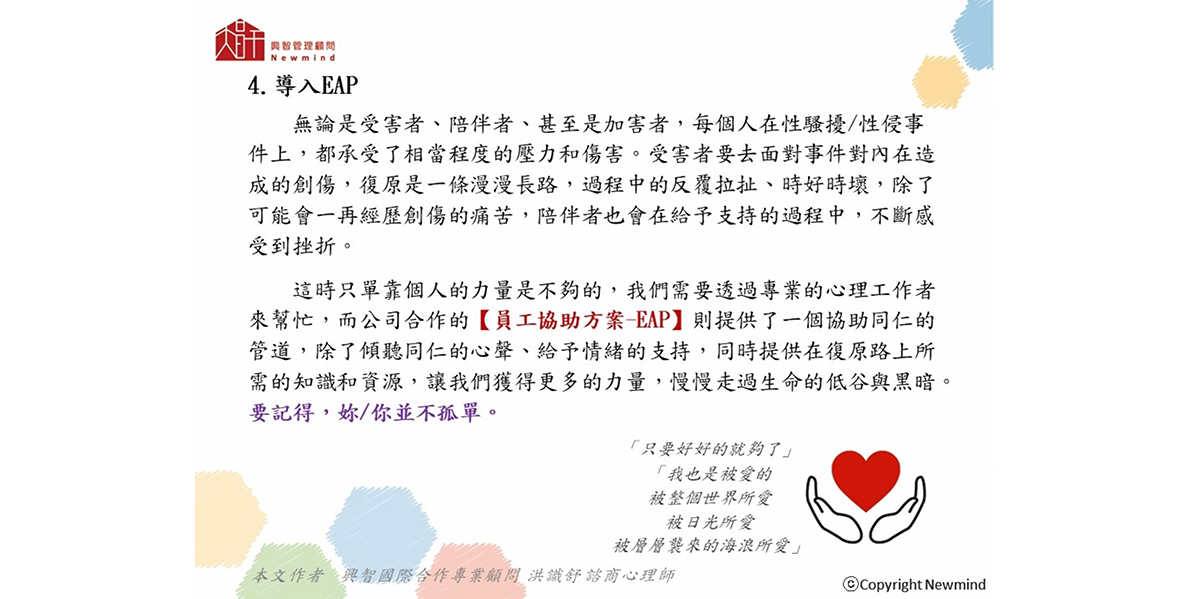 興智管理顧問
Newmind
4. 導入EAP
無論是受害者、陪伴者、甚至是加害者，每個人在性騷擾/性侵事
件上，都承受了相當程度的壓力和傷害。受害者要去面對事件對內在造
成的創傷，復原是一條漫漫長路，過程中的反覆拉扯、時好時壞，除了
可能會一再經歷創傷的痛苦，陪伴者也會在給予支持的過程中，不斷感
受到挫折。
這時只單靠個人的力量是不夠的，我們需要透過專業的心理工作者
來幫忙，而公司合作的【員工協助方案-EAP】則提供了一個協助同仁的
管道，除了傾聽同仁的心聲、給予情緒的支持，同時提供在復原路上所
需的知識和資源，讓我們獲得更多的力量，慢慢走過生命的低谷與黑暗。
要記得，妳/你並不孤單。
「只要好好的就夠了」
「我也是被愛的
被整個世界所愛
被日光所愛
被層層襲來的海浪所愛」
本文作者 興智國際合作專業顧問 洪識舒 諮商心理師
ⓒCopyright Newmind